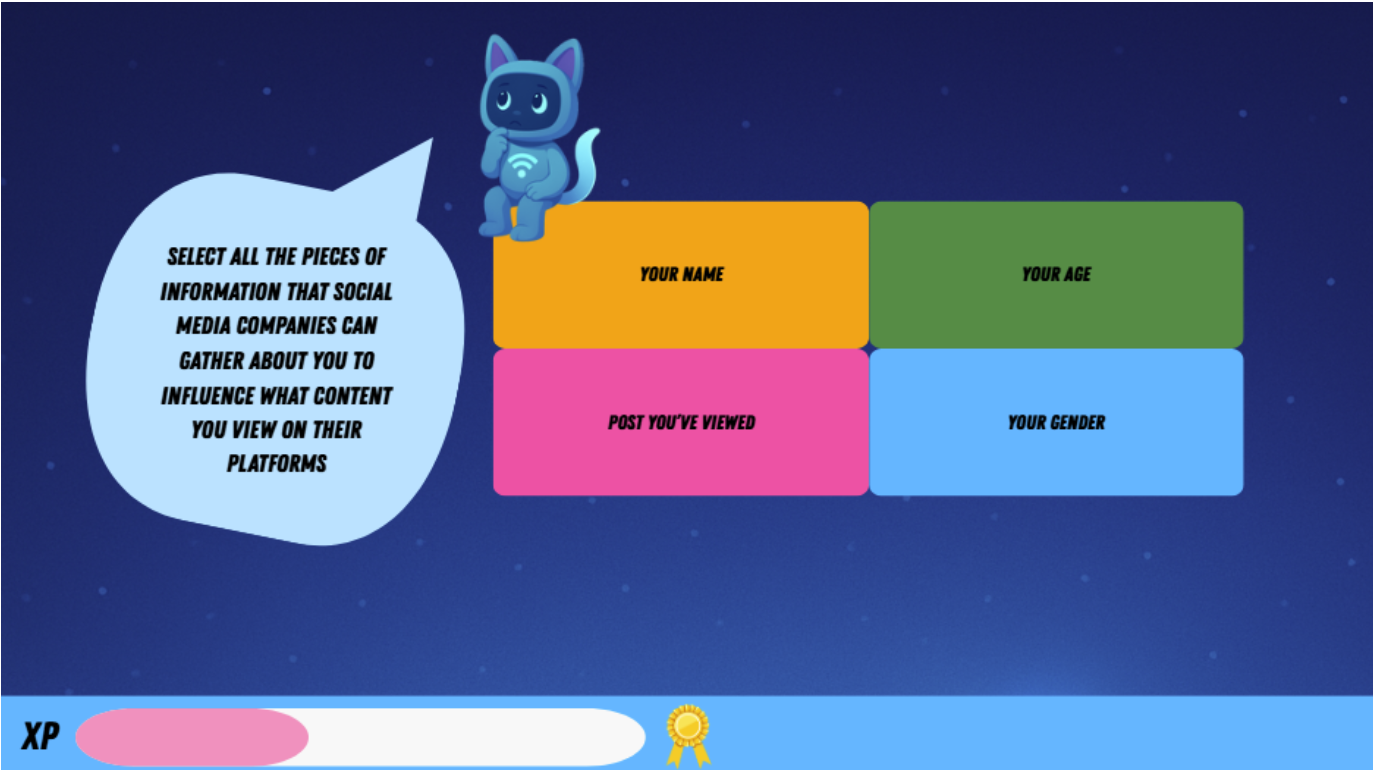 SELECT ALL THE PIECES OF
INFORMATION THAT SOCIAL
MEDIA COMPANIES CAN
GATHER ABOUT YOU TO
INFLUENCE WHAT CONTENT
YOU VIEW ON THEIR
PLATFORMS
YOUR NAME
YOUR AGE
POST YOU'VE VIEWED
YOUR GENDER
XP